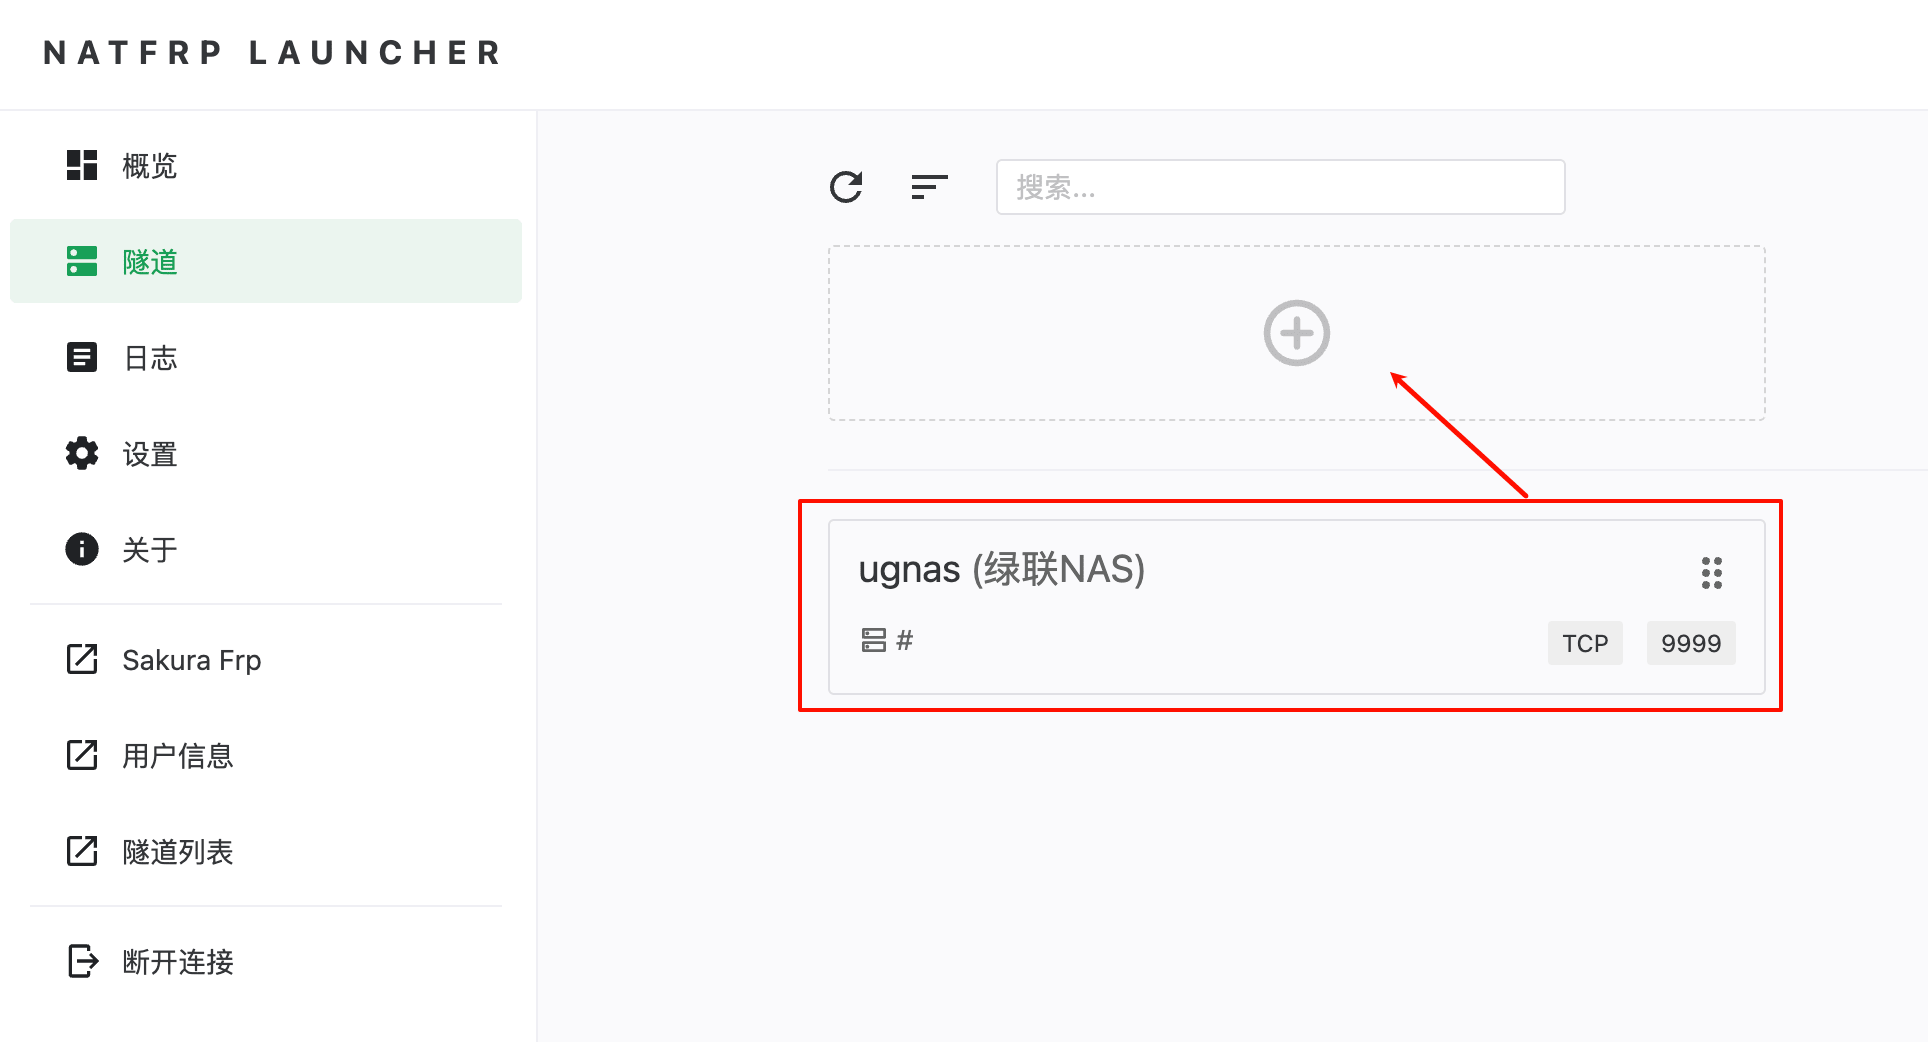 NATFRP LAUNCHER
概览
隧道
日志
设置
关于
Sakura Frp
用户信息
隧道列表
断开连接
搜索...
ugnas (绿联NAS)
#
TCP
9999